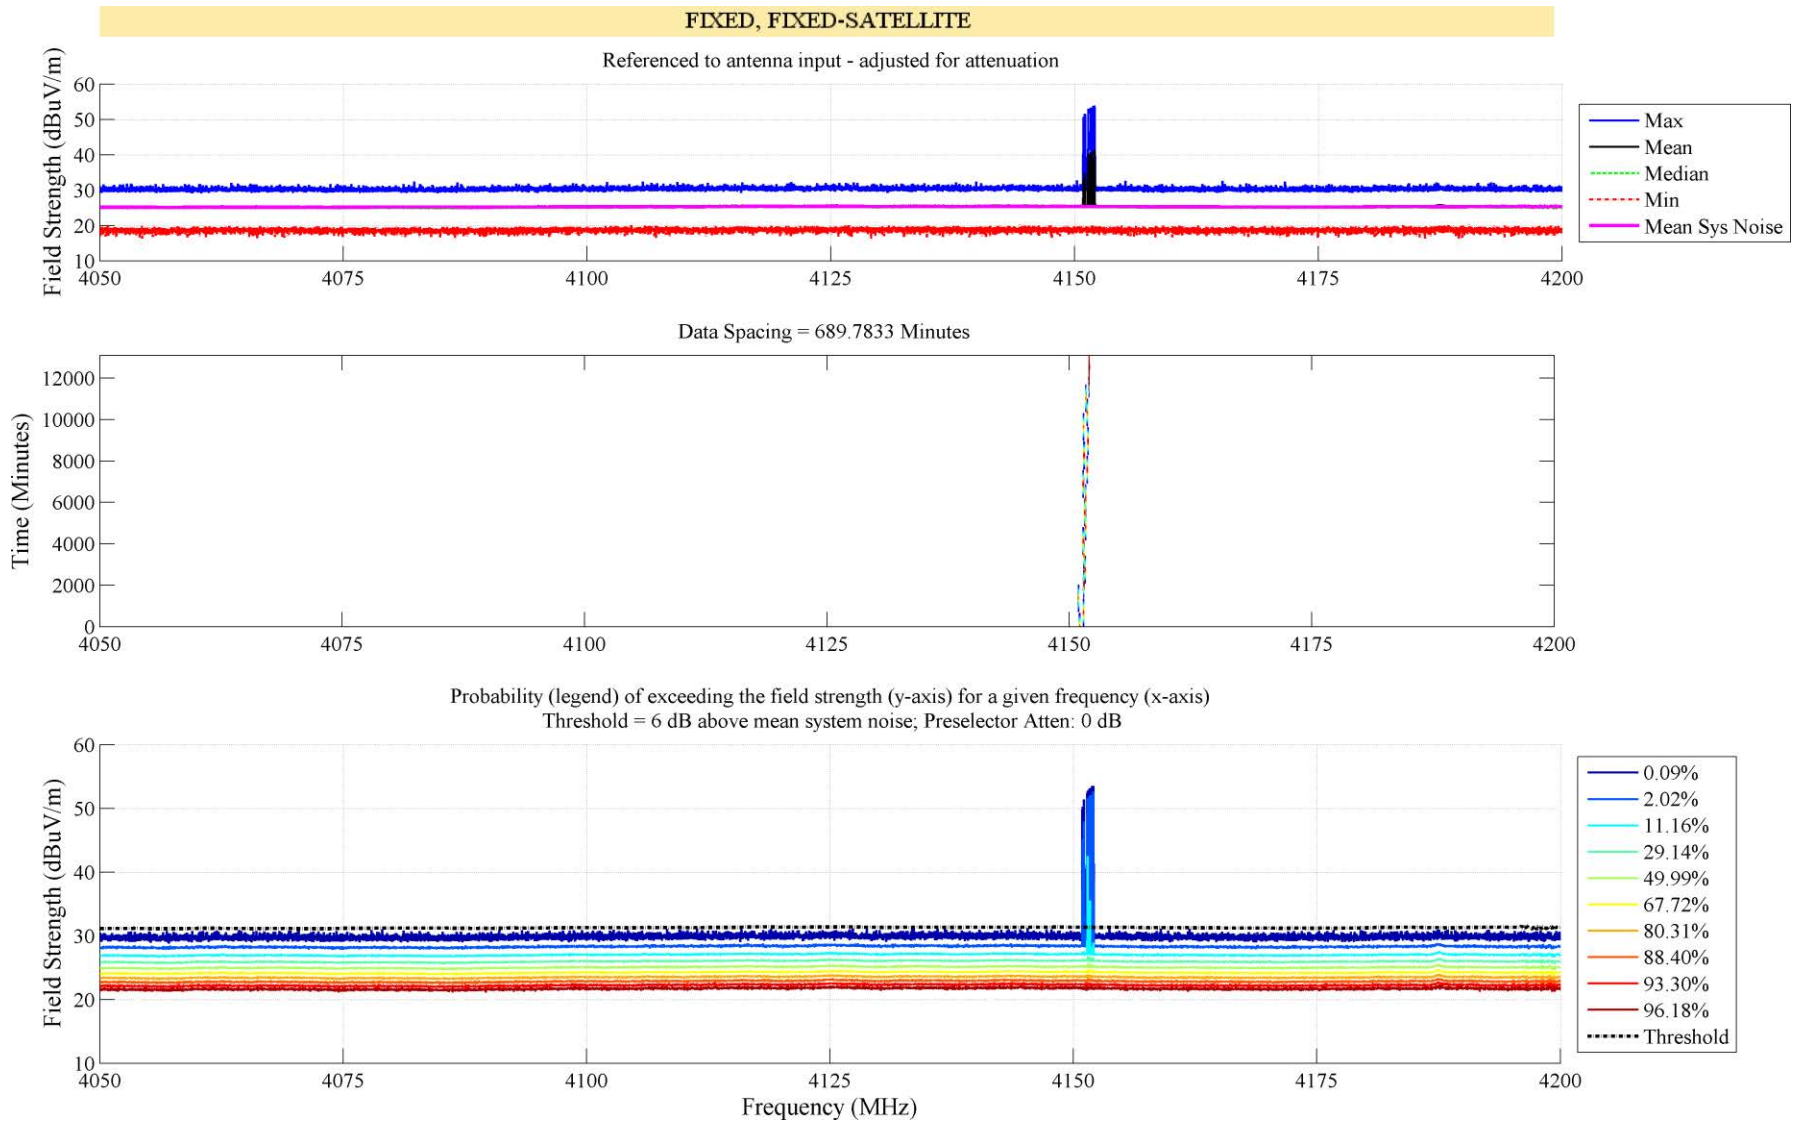 FIXED, FIXED-SATELLITE
Referenced to antenna input - adjusted for attenuation
Field Strength (dBuV/m)
60
50
40
30
20
10
4050 4075 4100 4125 4150 4175 4200
Max
Mean
Median
Min
Mean Sys Noise
Data Spacing = 689.7833 Minutes
Time (Minutes)
12000
10000
8000
6000
4000
2000
0
4050 4075 4100 4125 4150 4175 4200
Probability (legend) of exceeding the field strength (y-axis) for a given frequency (x-axis)
Threshold = 6 dB above mean system noise; Preselector Atten: 0 dB
Field Strength (dBuV/m)
60
50
40
30
20
10
4050 4075 4100 4125 4150 4175 4200
Frequency (MHz)
0.09%
2.02%
11.16%
29.14%
49.99%
67.72%
80.31%
88.40%
93.30%
96.18%
Threshold